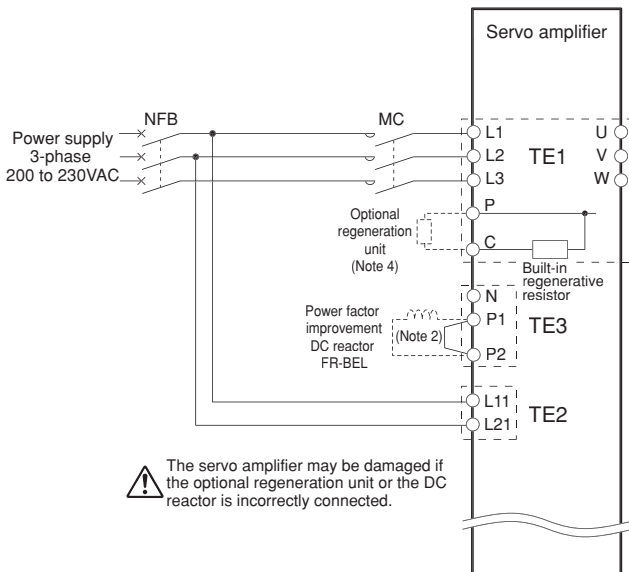 Servo amplifier
NFB
MC
Power supply
3-phase
200 to 230VAC
L1
L2
L3
TE1
U
V
W
P
C
Optional
regeneration
unit
(Note 4)
Built-in
regenerative
resistor
N
P1
P2
TE3
Power factor
improvement
DC reactor
FR-BEL
(Note 2)
L11
L21
TE2
The servo amplifier may be damaged if
the optional regeneration unit or the DC
reactor is incorrectly connected.